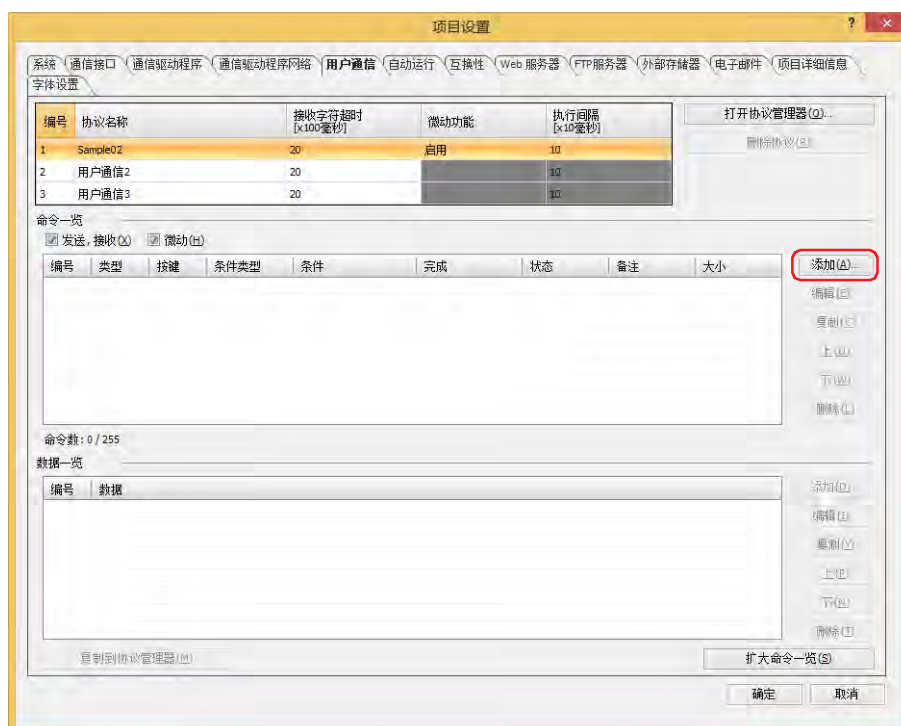 项目设置
?
系统 通信接口 通信驱动程序 通信驱动程序网络 用户通信 自动运行 互换性 Web 服务器 FTP服务器 外部存储器 电子邮件 项目详细信息
字体设置
编号 协议名称 接收字符超时 [x100毫秒] 微动功能 执行间隔 [x10毫秒]
打开协议管理器(O)...
1 Sample02 20 启用 10
删除协议(R)
2 用户通信2 20 10
3 用户通信3 20 10
命令一览
发送,接收(X) 微动(H)
编号 类型 按键 条件类型 条件 完成 状态 备注 大小
添加(A)...
编辑(E)
复制(C)
上(U)
下(W)
删除(L)
命令数:0/255
数据一览
编号 数据
添加(D)
编辑(I)
复制(Y)
上(P)
下(N)
删除(T)
复制到协议管理器(M)
扩大命令一览(S)
确定 取消